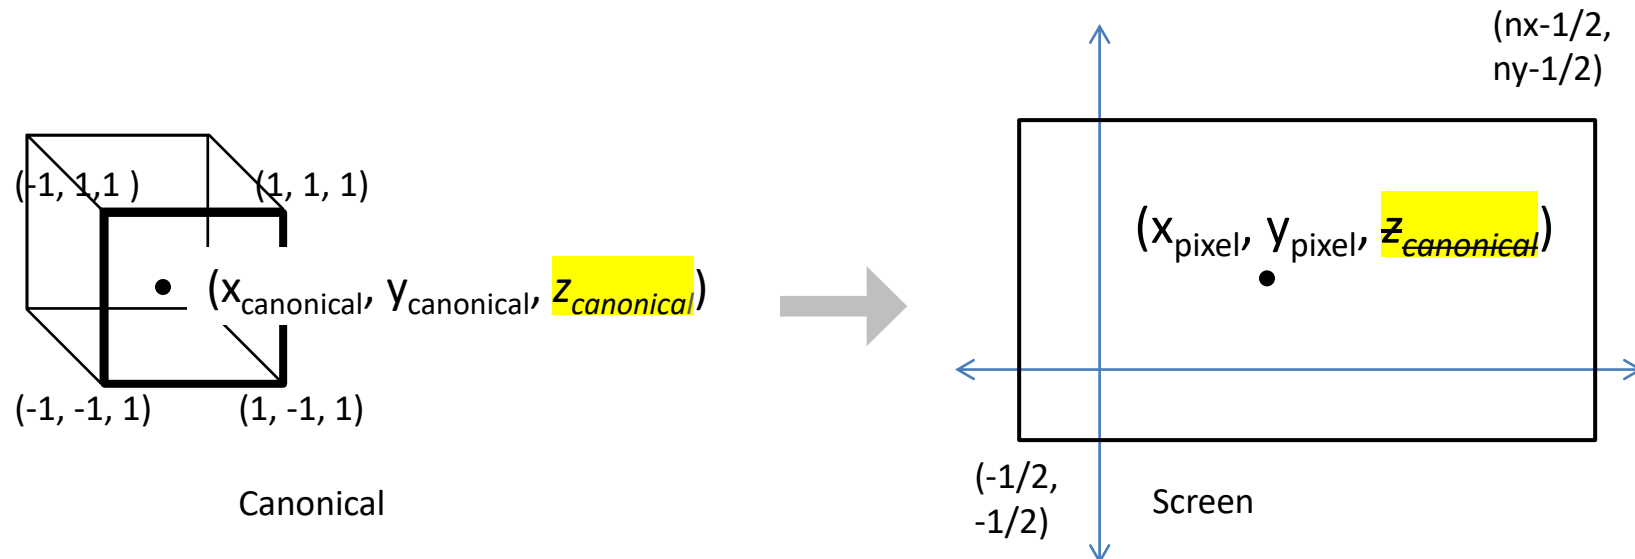 (nx-1/2,
ny-1/2)
(-1, 1,1 )
(1, 1, 1)
(xcanonical, ycanonical, zcanonical)
(xpixel, ypixel, zcanonical)
(-1, -1, 1)
(1, -1, 1)
(-1/2,
-1/2)
Canonical
Screen